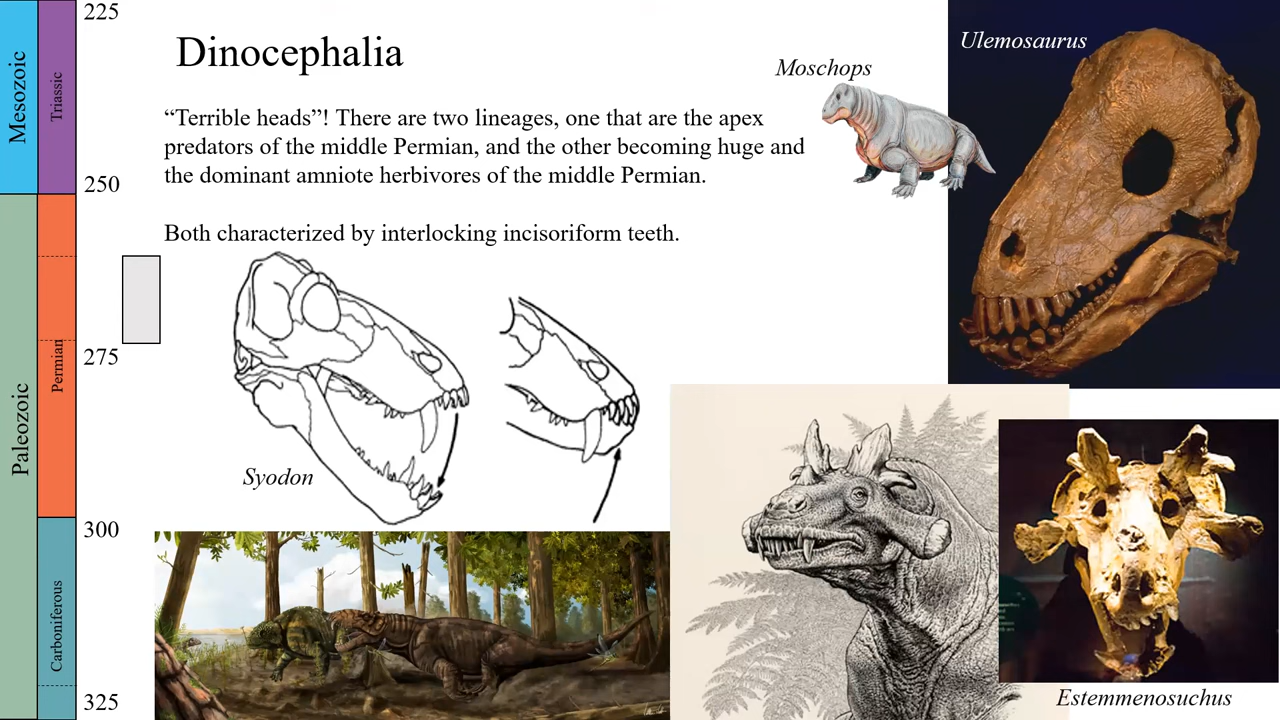 225
Mesozoic
Triassic
250
Paleozoic
Permian
275
300
Carboniferous
325
Dinocephalia
“Terrible heads”! There are two lineages, one that are the apex
predators of the middle Permian, and the other becoming huge and
the dominant amniote herbivores of the middle Permian.
Both characterized by interlocking incisoriform teeth.
Moschops
Ulemosaurus
Syodon
Estemmenosuchus